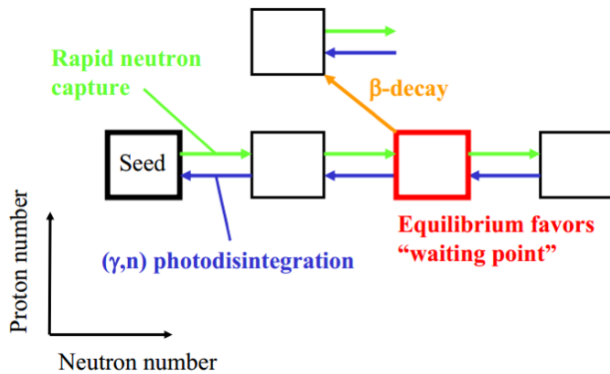 Rapid neutron
capture
β-decay
Seed
Equilibrium favors
“waiting point”
(γ,n) photodisintegration
Proton number
Neutron number